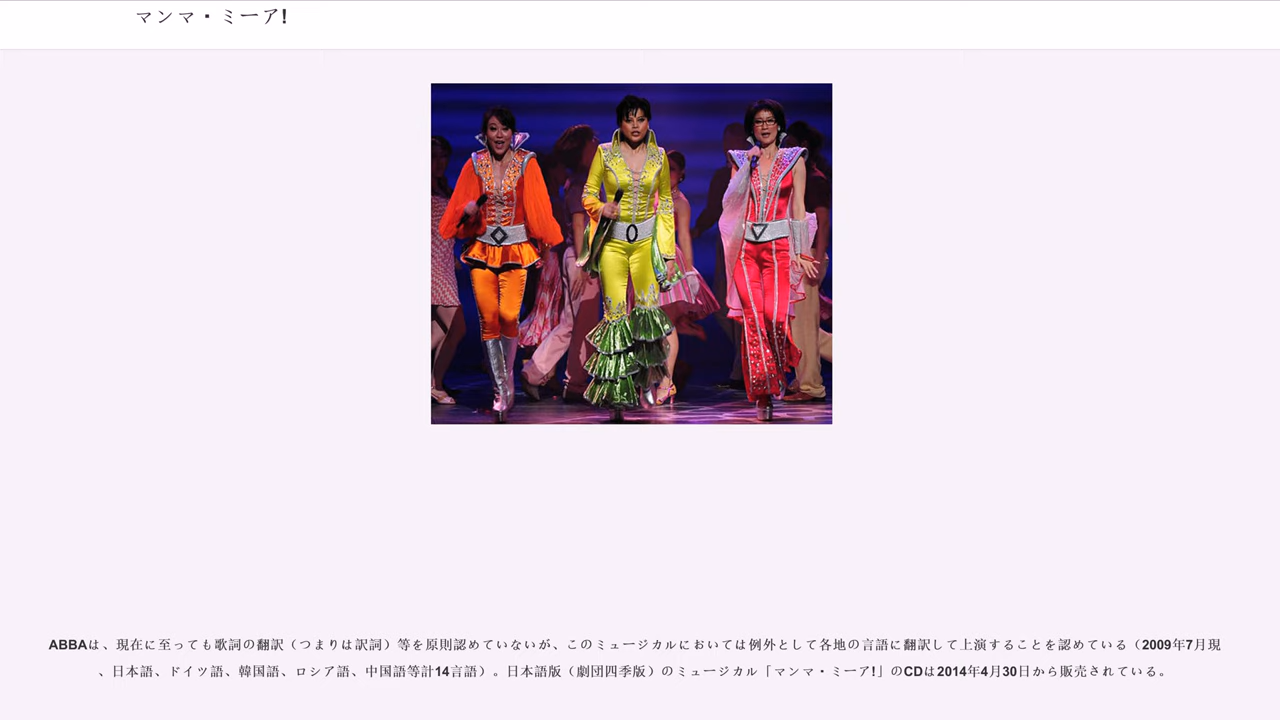 マンマ・ミーア!
ABBAは、現在に至っても歌詞の翻訳（つまりは訳詞）等を原則認めていないが、このミュージカルにおいては例外として各地の言語に翻訳して上演することを認めている（2009年7月現
、日本語、ドイツ語、韓国語、ロシア語、中国語等計14言語）。日本語版（劇団四季版）のミュージカル「マンマ・ミーア!」のCDは2014年4月30日から販売されている。